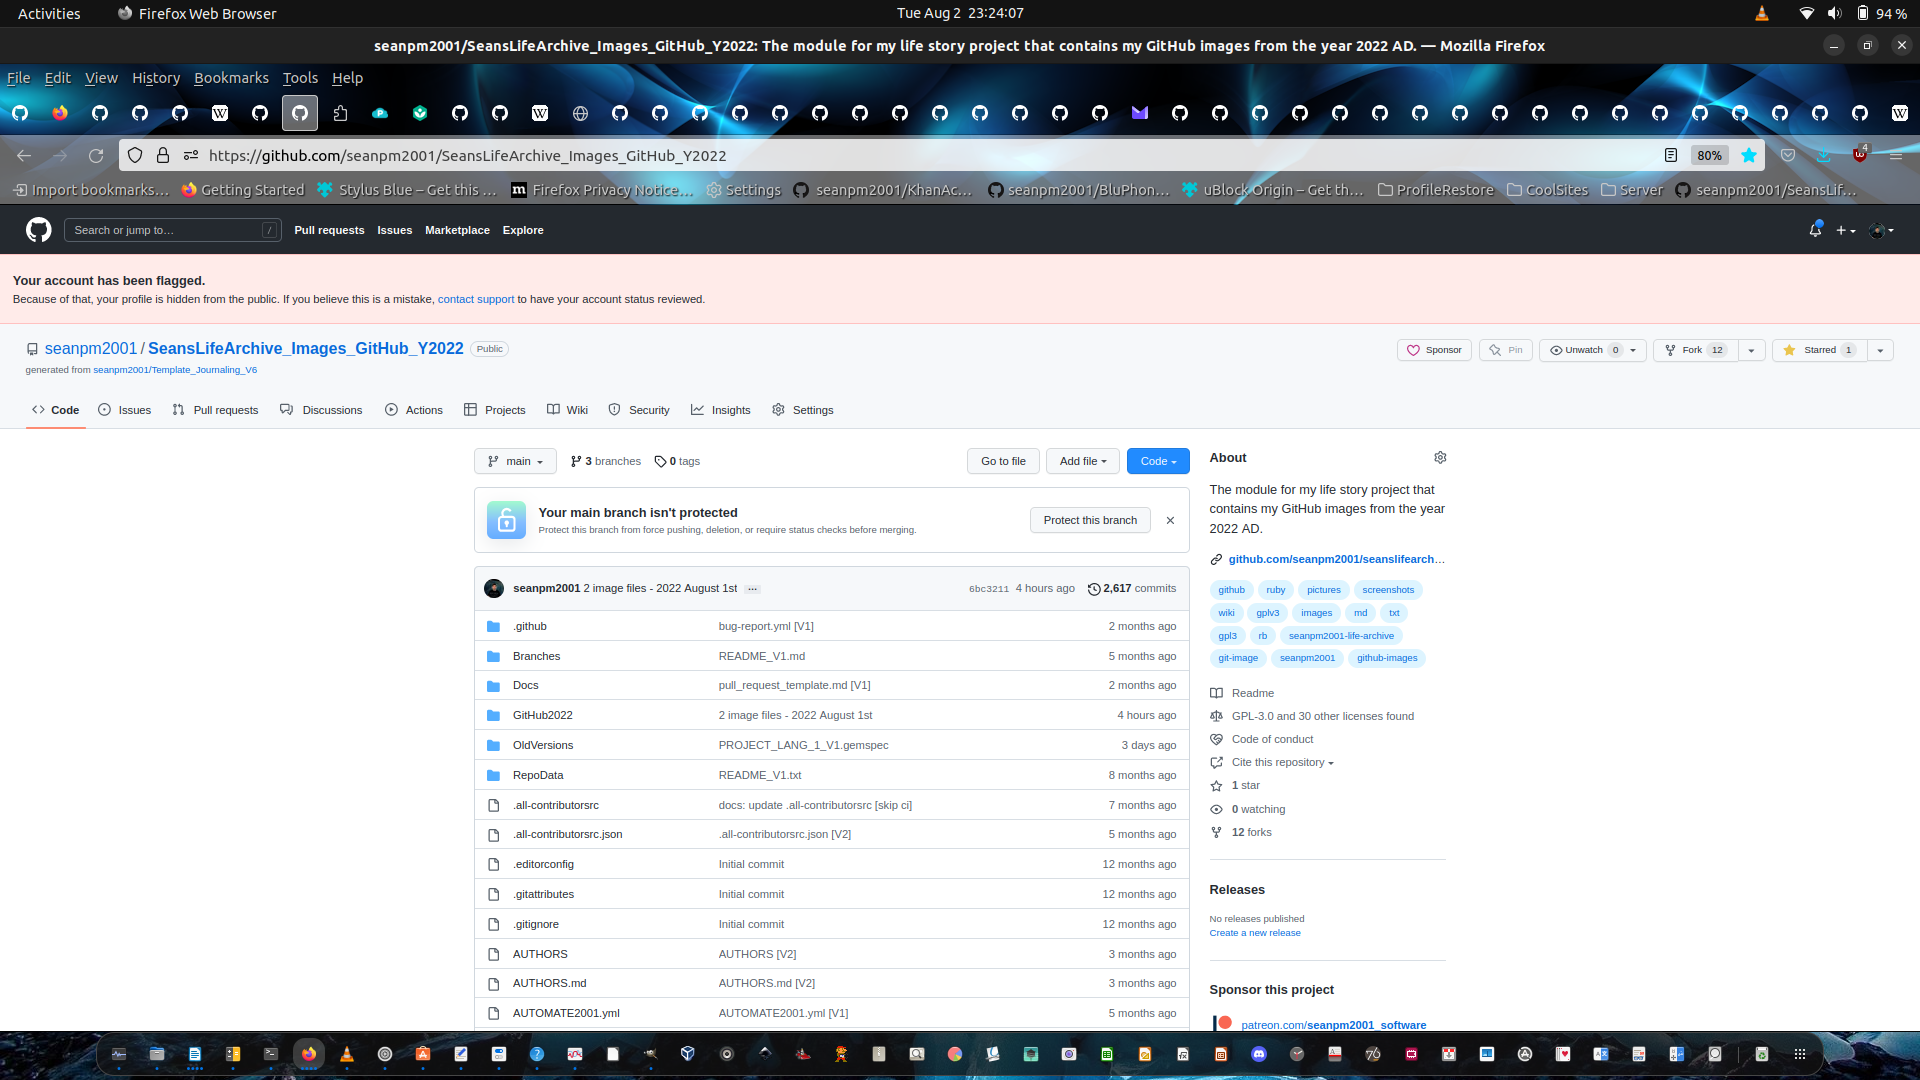 Activities
Firefox Web Browser
Tue Aug 2 23:24:07
94 %
seanpm2001/SeansLifeArchive_Images_GitHub_Y2022: The module for my life story project that contains my GitHub images from the year 2022 AD. — Mozilla Firefox
File Edit View History Bookmarks Tools Help
https://github.com/seanpm2001/SeansLifeArchive_Images_GitHub_Y2022
80%
4
Import bookmarks… Getting Started Stylus Blue – Get this … Firefox Privacy Notice… Settings seanpm2001/KhanAc… seanpm2001/BluPhon… uBlock Origin – Get th… ProfileRestore CoolSites Server seanpm2001/SeansLif…
Search or jump to… /
Pull requests Issues Marketplace Explore
Your account has been flagged.
Because of that, your profile is hidden from the public. If you believe this is a mistake, contact support to have your account status reviewed.
seanpm2001 / SeansLifeArchive_Images_GitHub_Y2022 Public
generated from seanpm2001/Template_Journaling_V6
Sponsor Pin Unwatch 0 Fork 12 Starred 1
Code Issues Pull requests Discussions Actions Projects Wiki Security Insights Settings
main 3 branches 0 tags
Go to file Add file Code
Your main branch isn't protected
Protect this branch from force pushing, deletion, or require status checks before merging.
Protect this branch
seanpm2001 2 image files - 2022 August 1st … 6bc3211 4 hours ago 2,617 commits
.github bug-report.yml [V1] 2 months ago
Branches README_V1.md 5 months ago
Docs pull_request_template.md [V1] 2 months ago
GitHub2022 2 image files - 2022 August 1st 4 hours ago
OldVersions PROJECT_LANG_1_V1.gemspec 3 days ago
RepoData README_V1.txt 8 months ago
.all-contributorsrc docs: update .all-contributorsrc [skip ci] 7 months ago
.all-contributorsrc.json .all-contributorsrc.json [V2] 5 months ago
.editorconfig Initial commit 12 months ago
.gitattributes Initial commit 12 months ago
.gitignore Initial commit 12 months ago
AUTHORS AUTHORS [V2] 3 months ago
AUTHORS.md AUTHORS.md [V2] 3 months ago
AUTOMATE2001.yml AUTOMATE2001.yml [V1] 5 months ago
About
The module for my life story project that
contains my GitHub images from the year
2022 AD.
github.com/seanpm2001/seanslifearch…
github ruby pictures screenshots
wiki gplv3 images md txt
gpl3 rb seanpm2001-life-archive
git-image seanpm2001 github-images
Readme
GPL-3.0 and 30 other licenses found
Code of conduct
Cite this repository
1 star
0 watching
12 forks
Releases
No releases published
Create a new release
Sponsor this project
patreon.com/seanpm2001_software